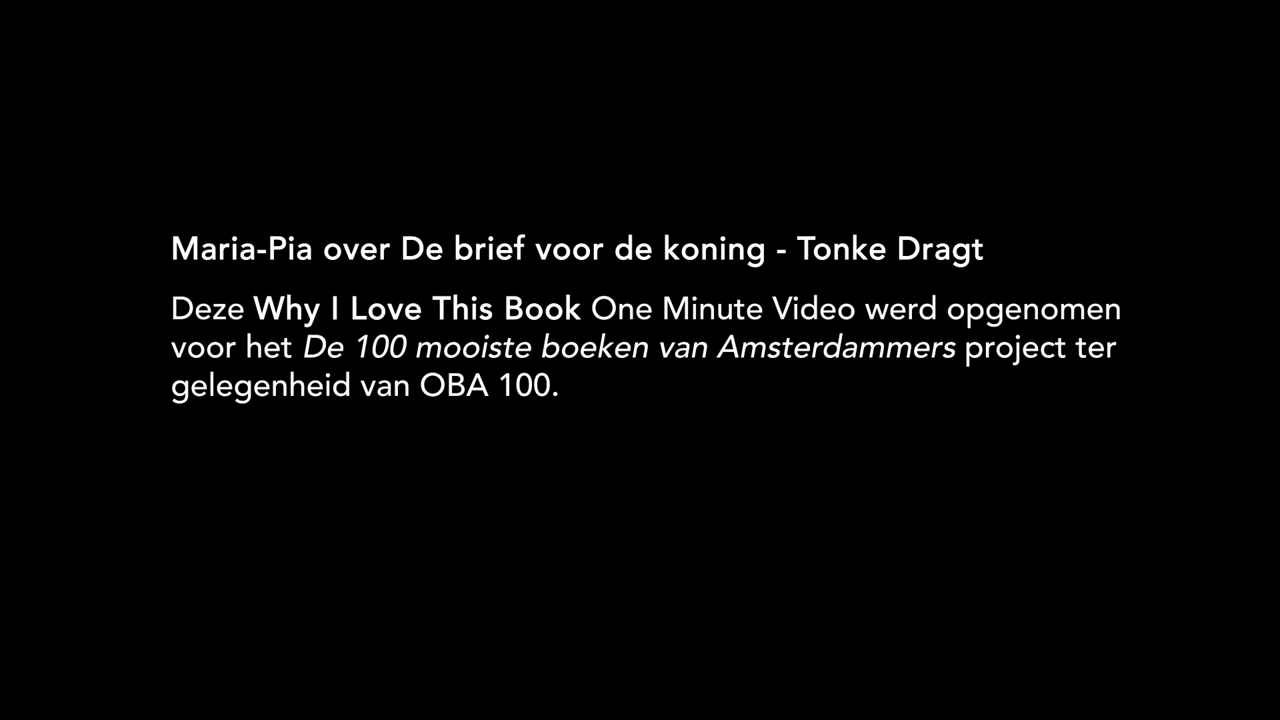 Maria-Pia over De brief voor de koning - Tonke Dragt
Deze Why I Love This Book One Minute Video werd opgenomen
voor het De 100 mooiste boeken van Amsterdammers project ter
gelegenheid van OBA 100.